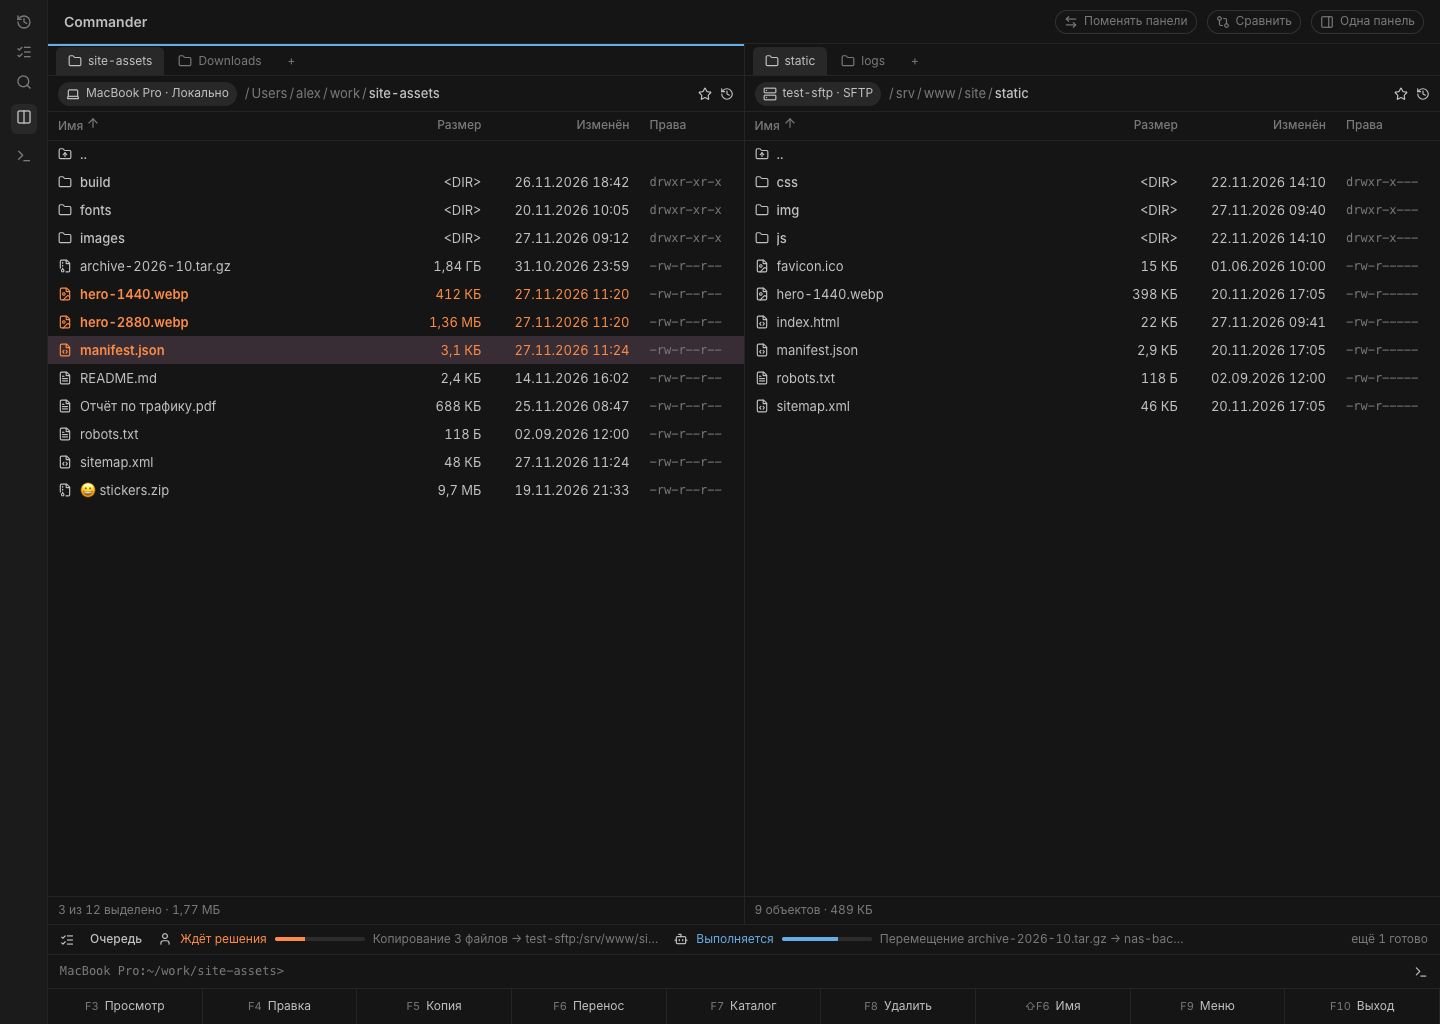 Commander
Поменять панели
Сравнить
Одна панель
site-assets
Downloads
+
static
logs
+
MacBook Pro · Локально /Users/alex/work/site-assets
test-sftp · SFTP /srv/www/site/static
Имя ↑ Размер Изменён Права
..
build <DIR> 26.11.2026 18:42 drwxr-xr-x
fonts <DIR> 20.11.2026 10:05 drwxr-xr-x
images <DIR> 27.11.2026 09:12 drwxr-xr-x
archive-2026-10.tar.gz 1,84 ГБ 31.10.2026 23:59 -rw-r--r--
hero-1440.webp 412 КБ 27.11.2026 11:20 -rw-r--r--
hero-2880.webp 1,36 МБ 27.11.2026 11:20 -rw-r--r--
manifest.json 3,1 КБ 27.11.2026 11:24 -rw-r--r--
README.md 2,4 КБ 14.11.2026 16:02 -rw-r--r--
Отчёт по трафику.pdf 688 КБ 25.11.2026 08:47 -rw-r--r--
robots.txt 118 Б 02.09.2026 12:00 -rw-r--r--
sitemap.xml 48 КБ 27.11.2026 11:24 -rw-r--r--
😀 stickers.zip 9,7 МБ 19.11.2026 21:33 -rw-r--r--
3 из 12 выделено · 1,77 МБ
Имя ↑ Размер Изменён Права
..
css <DIR> 22.11.2026 14:10 drwxr-x---
img <DIR> 27.11.2026 09:40 drwxr-x---
js <DIR> 22.11.2026 14:10 drwxr-x---
favicon.ico 15 КБ 01.06.2026 10:00 -rw-r-----
hero-1440.webp 398 КБ 20.11.2026 17:05 -rw-r-----
index.html 22 КБ 27.11.2026 09:41 -rw-r-----
manifest.json 2,9 КБ 20.11.2026 17:05 -rw-r-----
robots.txt 118 Б 02.09.2026 12:00 -rw-r-----
sitemap.xml 46 КБ 20.11.2026 17:05 -rw-r-----
9 объектов · 489 КБ
Очередь Ждёт решения Копирование 3 файлов → test-sftp:/srv/www/si... Выполняется Перемещение archive-2026-10.tar.gz → nas-bac... ещё 1 готово
MacBook Pro:~/work/site-assets>
F3 Просмотр F4 Правка F5 Копия F6 Перенос F7 Каталог F8 Удалить ⇧F6 Имя F9 Меню F10 Выход